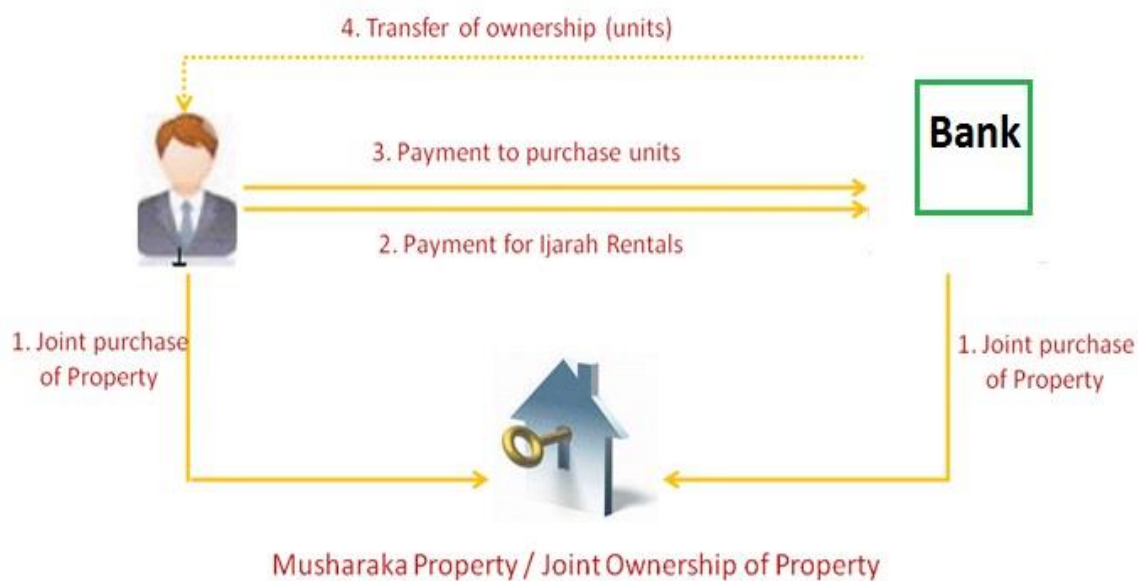 4. Transfer of ownership (units)
Bank
3. Payment to purchase units
2. Payment for Ijarah Rentals
1. Joint purchase
of Property
1. Joint purchase
of Property
Musharaka Property / Joint Ownership of Property